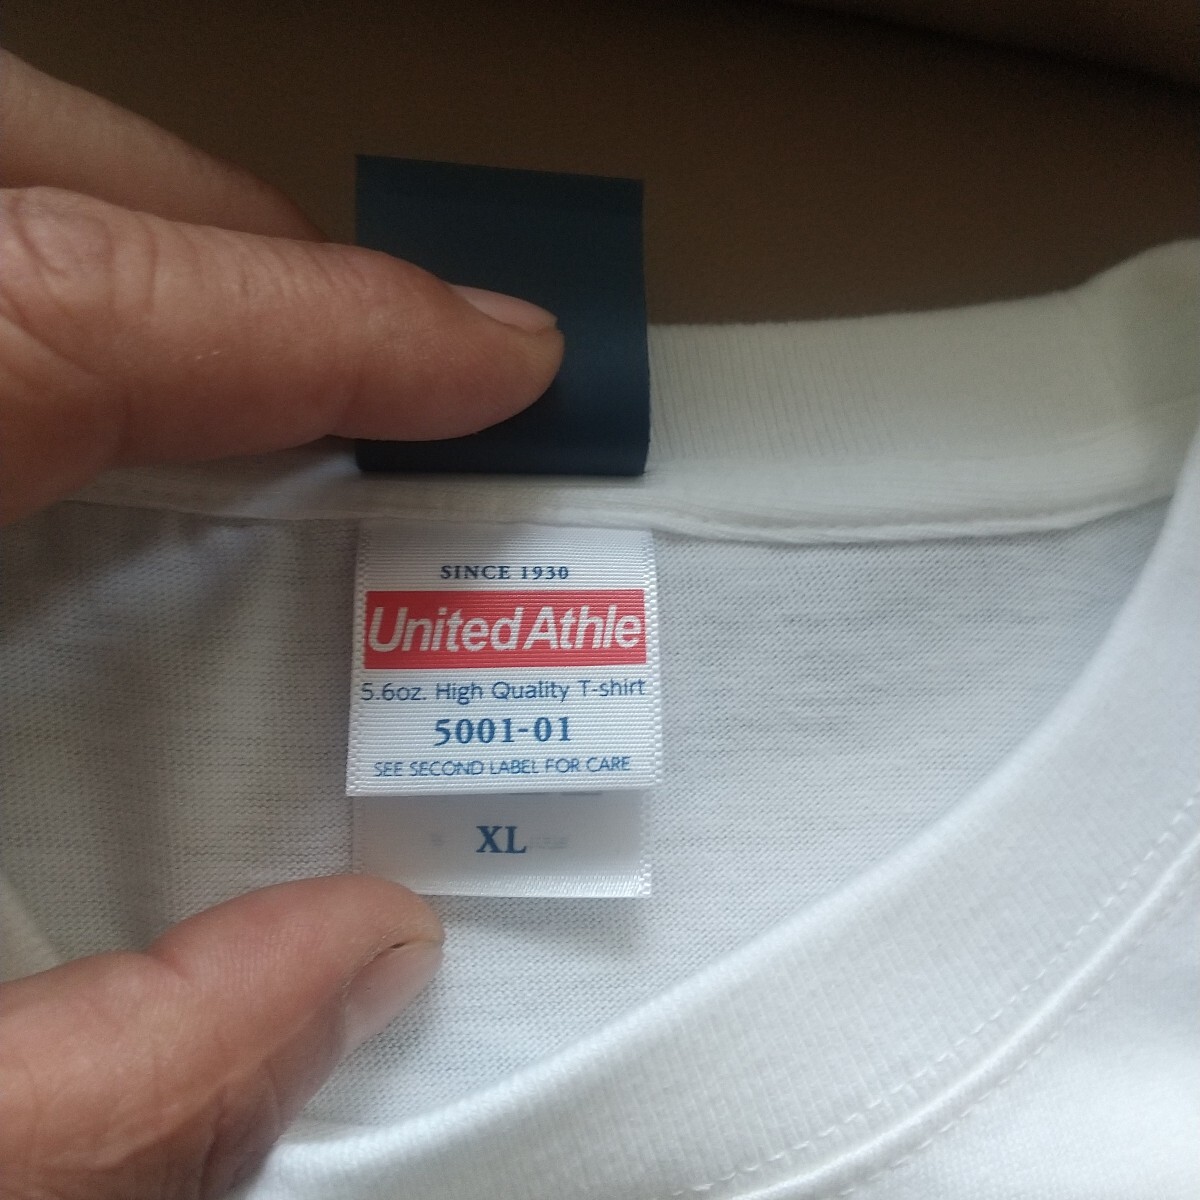 SINCE 1930
United Athle
5.6oz. High Quality T-shirt
5001-01
SEE SECOND LABEL FOR CARE
XL